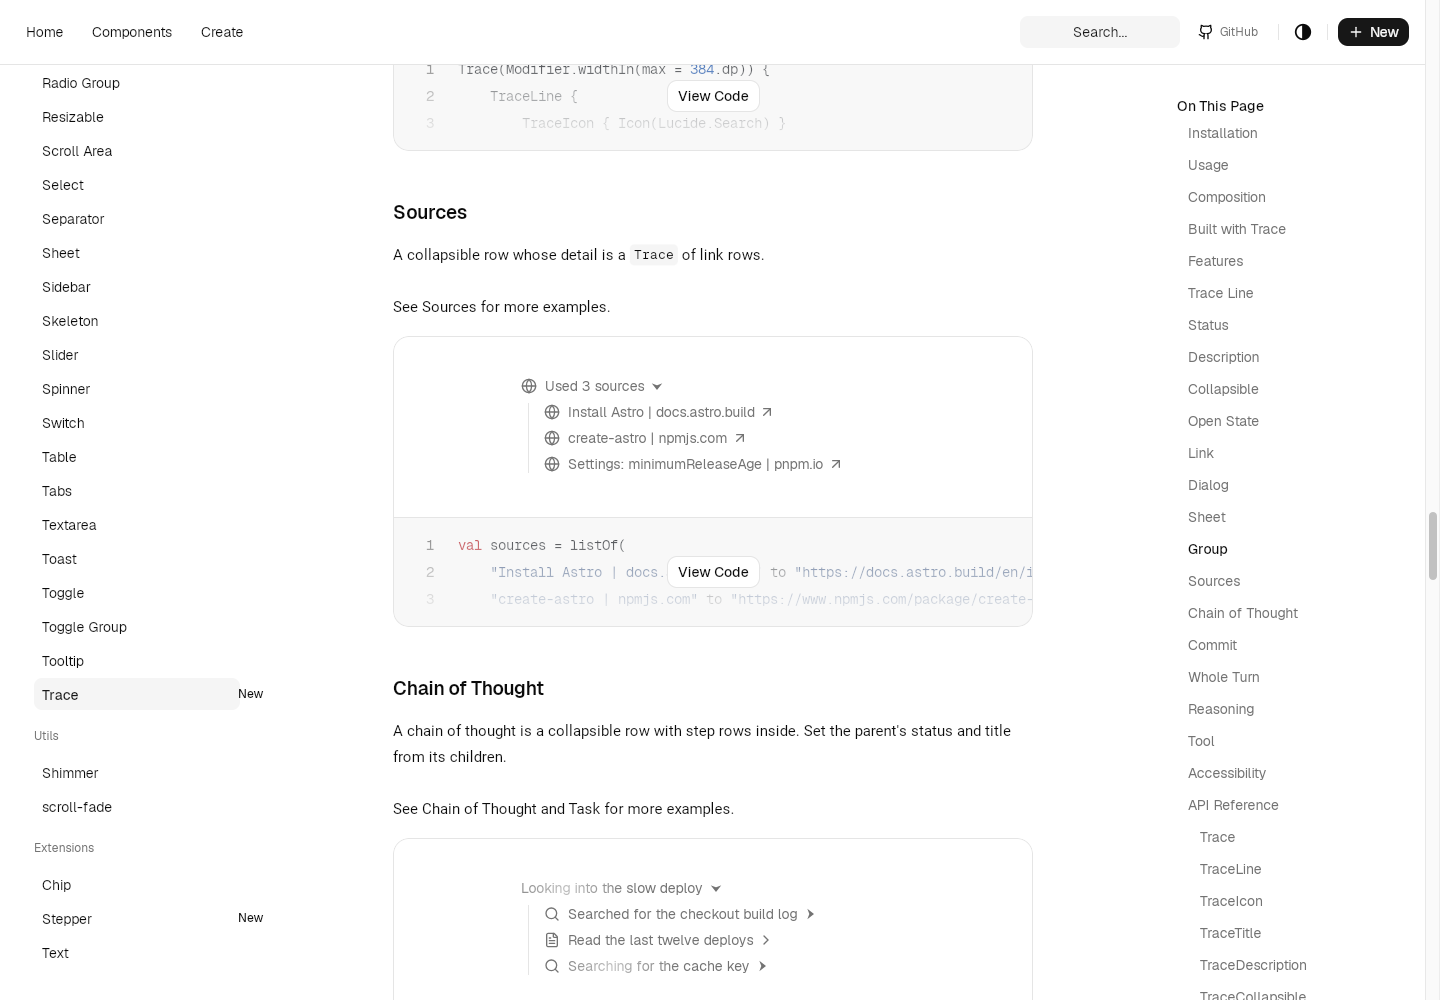 Home
Components
Create
Search...
GitHub
New
Radio Group
Resizable
Scroll Area
Select
Separator
Sheet
Sidebar
Skeleton
Slider
Spinner
Switch
Table
Tabs
Textarea
Toast
Toggle
Toggle Group
Tooltip
Trace New
Utils
Shimmer
scroll-fade
Extensions
Chip
Stepper New
Text
1 Trace(Modifier.widthIn(max = 384.dp)) {
2 TraceLine {
View Code
3 TraceIcon { Icon(Lucide.Search) }
Sources
A collapsible row whose detail is a Trace of link rows.
See Sources for more examples.
Used 3 sources
Install Astro | docs.astro.build
create-astro | npmjs.com
Settings: minimumReleaseAge | pnpm.io
1 val sources = listOf(
2 "Install Astro | docs. View Code to "https://docs.astro.build/en/i
3 "create-astro | npmjs.com" to "https://www.npmjs.com/package/create-
Chain of Thought
A chain of thought is a collapsible row with step rows inside. Set the parent's status and title
from its children.
See Chain of Thought and Task for more examples.
Looking into the slow deploy
Searched for the checkout build log
Read the last twelve deploys
Searching for the cache key
On This Page
Installation
Usage
Composition
Built with Trace
Features
Trace Line
Status
Description
Collapsible
Open State
Link
Dialog
Sheet
Group
Sources
Chain of Thought
Commit
Whole Turn
Reasoning
Tool
Accessibility
API Reference
Trace
TraceLine
TraceIcon
TraceTitle
TraceDescription
TraceCollapsible